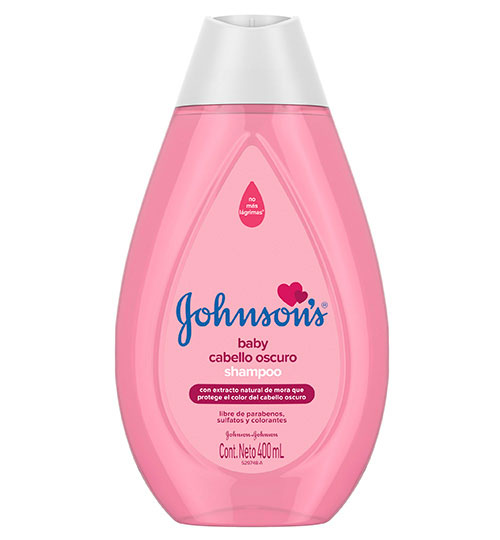 no
más
lágrimas®
Johnson's®
baby
cabello oscuro
shampoo
con extracto natural de mora que
protege el color del cabello oscuro
libre de parabenos,
sulfatos y colorantes
Johnson & Johnson
Cont. Neto 400 mL
529748-A